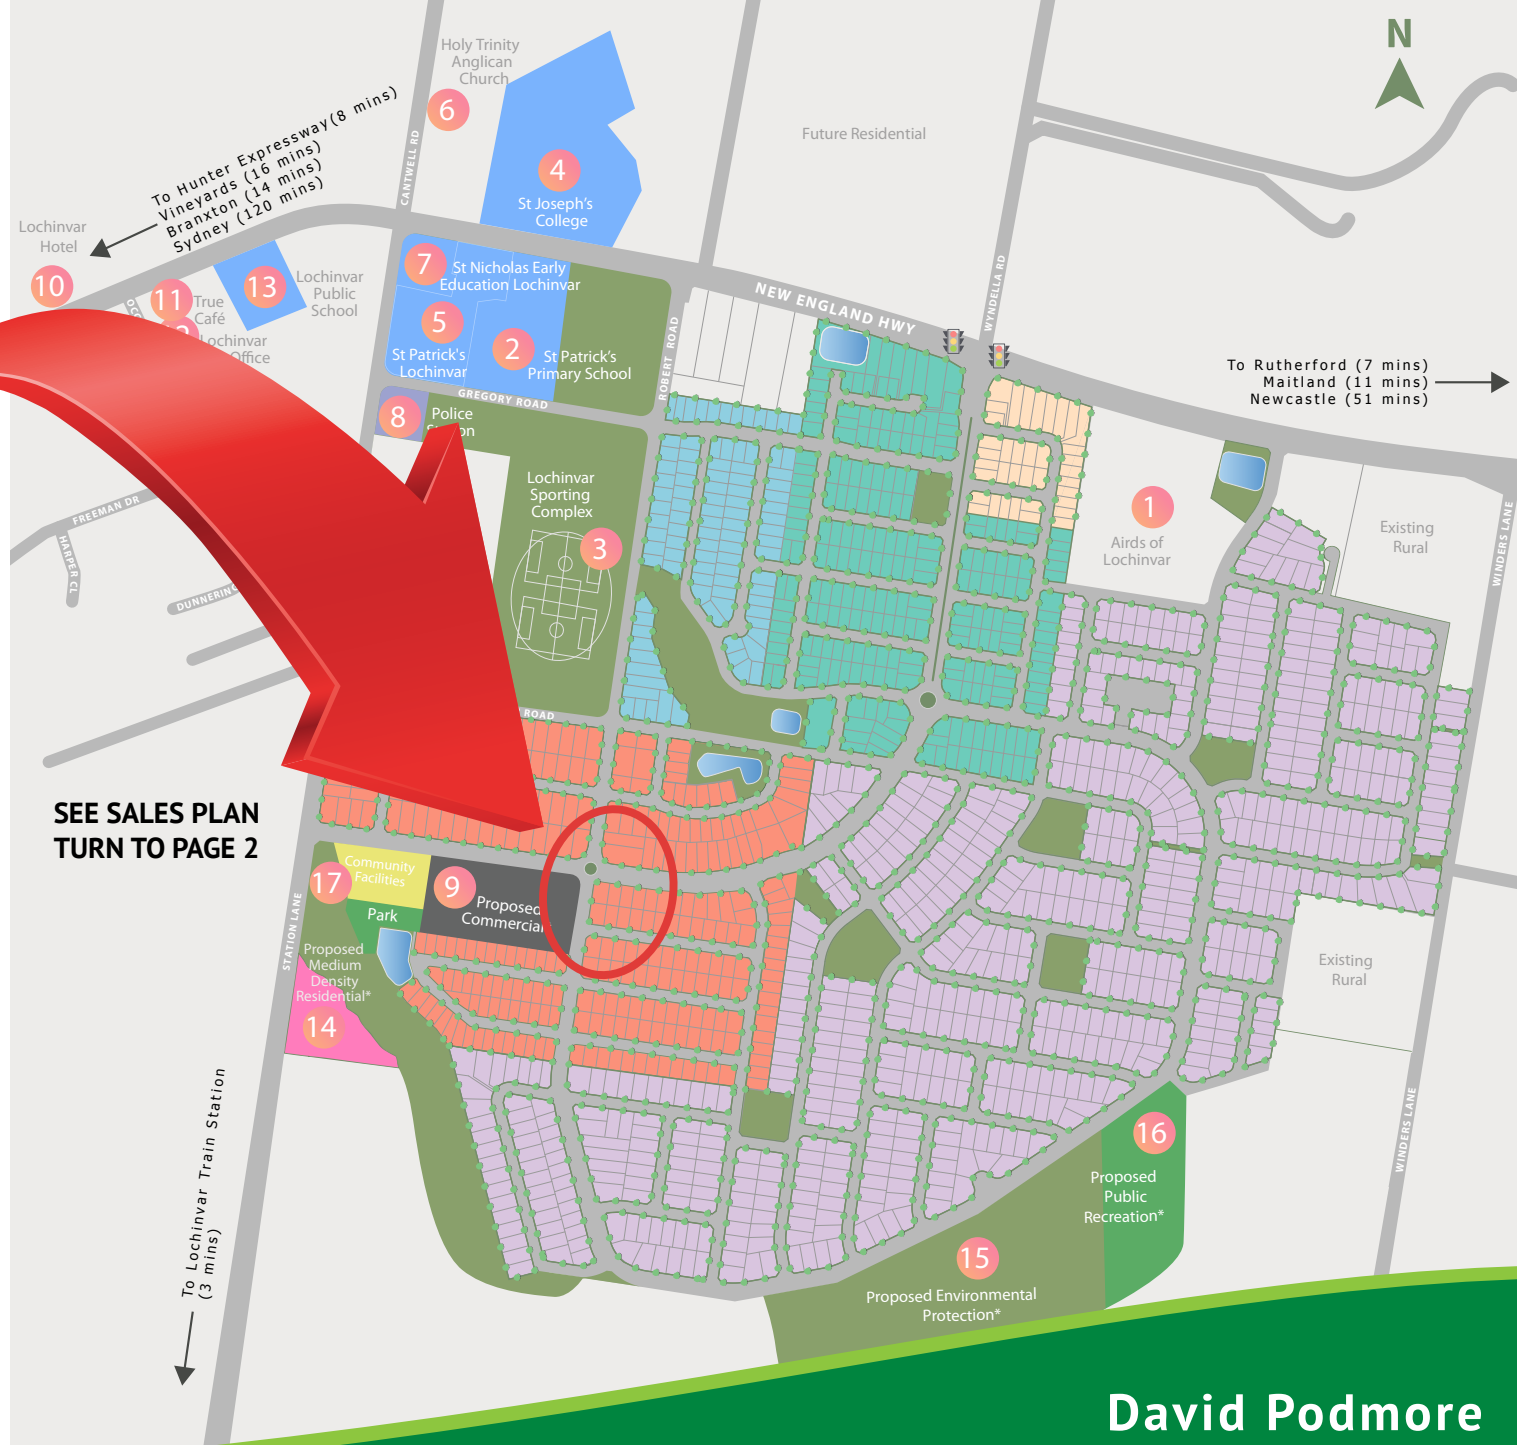 N
Holy Trinity
Anglican
Church
6
CANTWELL RD
To Hunter Expressway(8 mins)
Vineyards (16 mins)
Branxton (14 mins)
Sydney (120 mins)
Future Residential
4
St Joseph's
College
Lochinvar
Hotel
10
11
True
Café
13
Lochinvar
Public
School
Lochinvar
Office
7
St Nicholas Early
Education Lochinvar
5
St Patrick's
Lochinvar
2
St Patrick's
Primary School
GREGORY ROAD
ROBERT ROAD
NEW ENGLAND HWY
WYNDELLA RD
To Rutherford (7 mins)
Maitland (11 mins)
Newcastle (51 mins)
8
Police
Lochinvar
Sporting
Complex
3
1
Airds of
Lochinvar
Existing
Rural
WINDERS LANE
FREEMAN DR
HARPER CL
ROAD
SEE SALES PLAN
TURN TO PAGE 2
17
Community
Facilities
9
Proposed
Commercial
Park
STATION LANE
Proposed
Medium
Density
Residential*
14
Existing
Rural
To Lochinvar Train Station
(3 mins)
WINDERS LANE
16
Proposed
Public
Recreation*
15
Proposed Environmental
Protection*
David Podmore